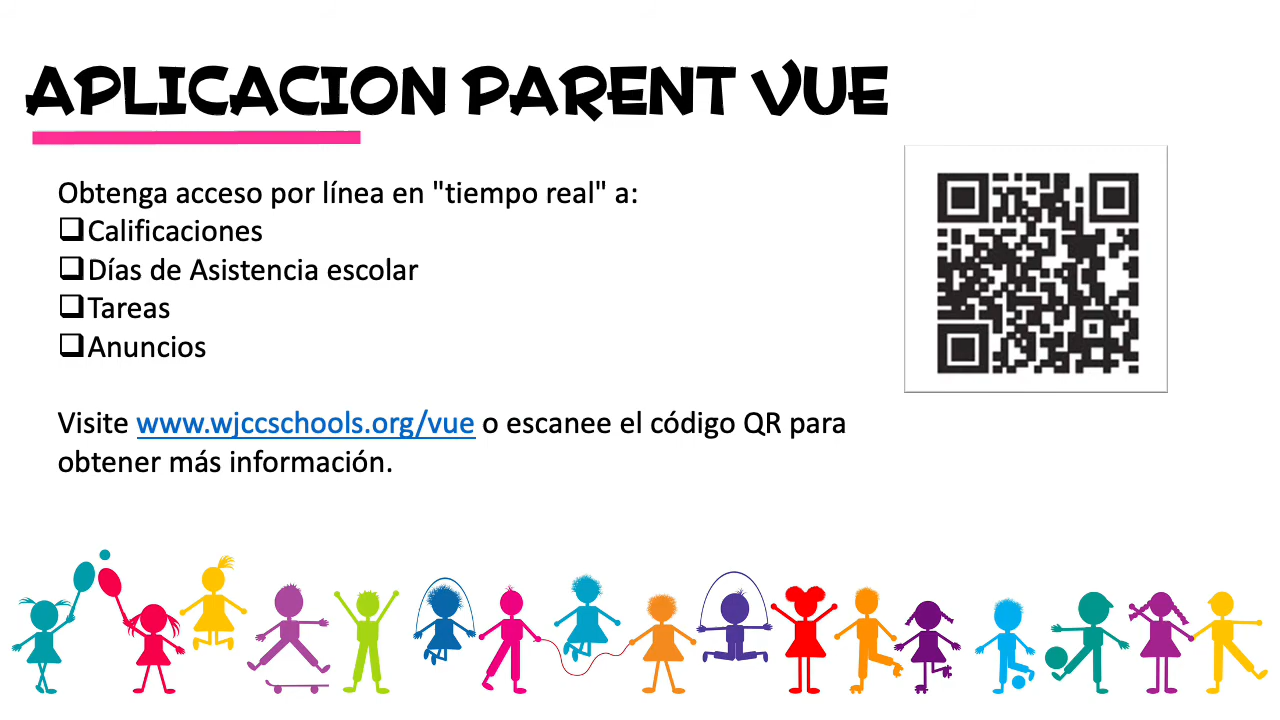 APLICACION PARENT VUE
Obtenga acceso por línea en "tiempo real" a:
❑Calificaciones
❑Días de Asistencia escolar
❑Tareas
❑Anuncios
Visite www.wjccschools.org/vue o escanee el código QR para
obtener más información.